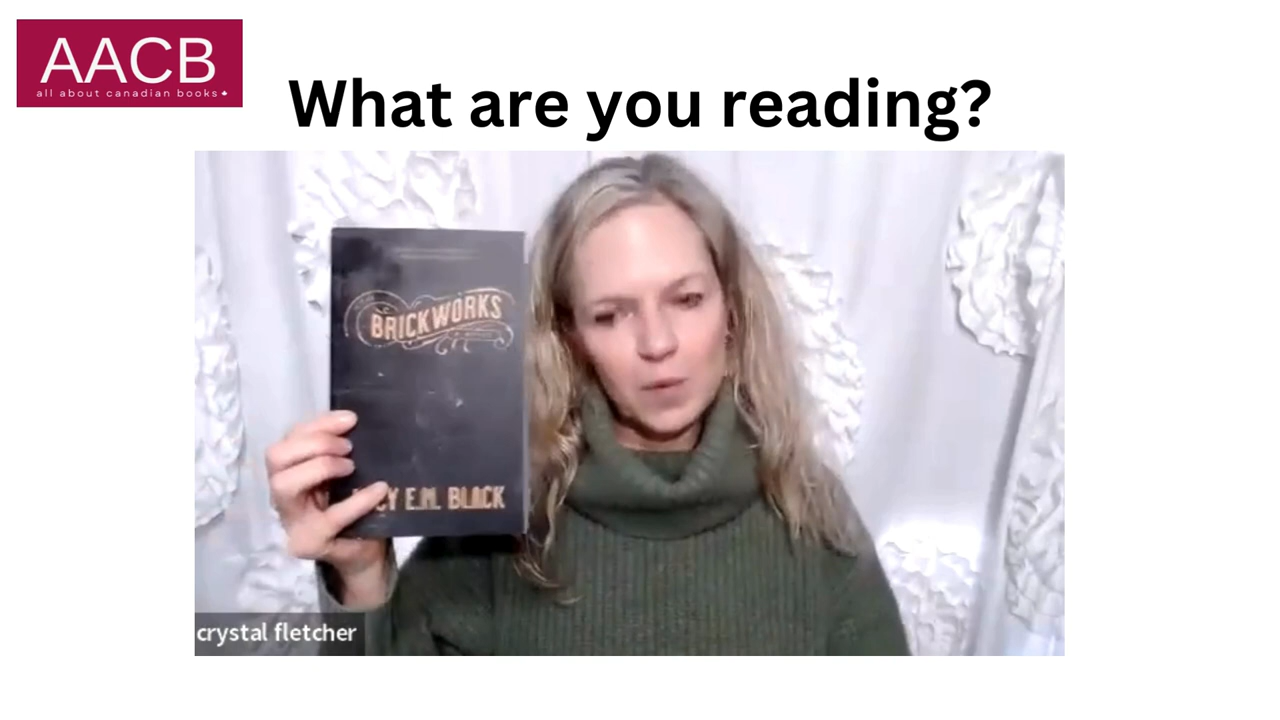 AACB
all about canadian books
What are you reading?
BRICKWORKS
E.M. BLACK
crystal fletcher